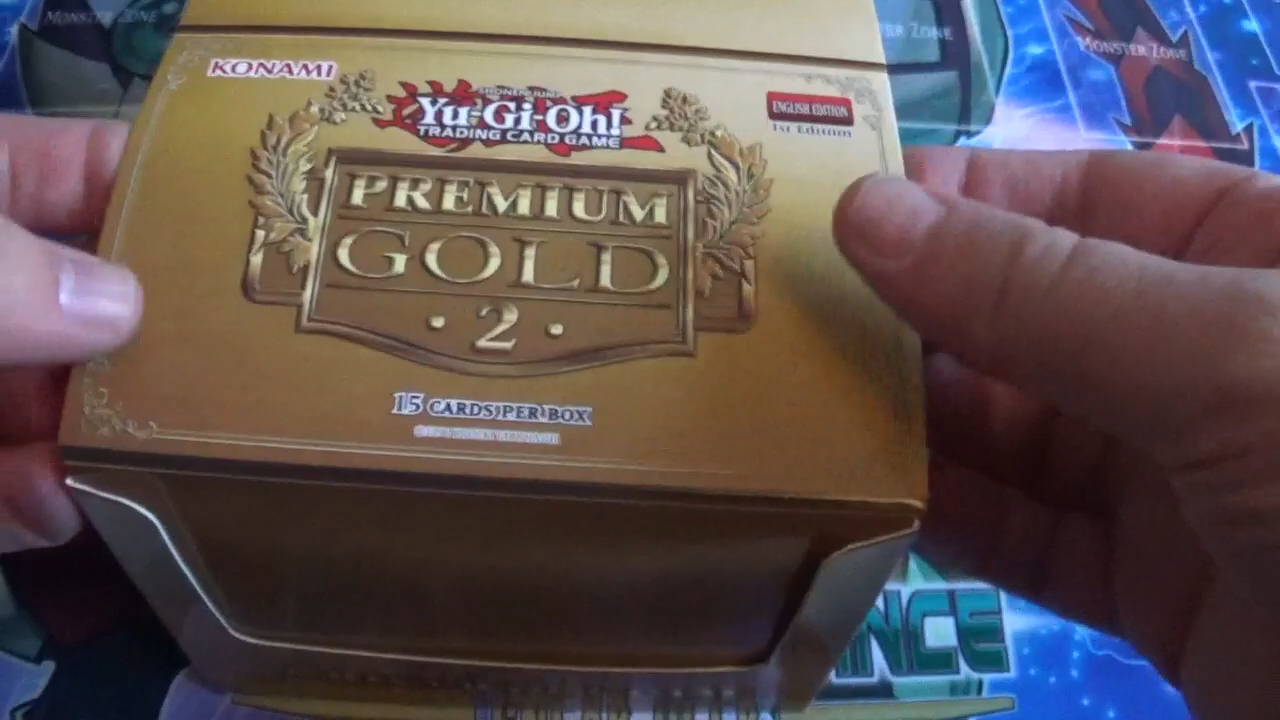 MONSTER ZONE
ER ZONE
MONSTER ZONE
KONAMI
SHONEN JUMP
Yu-Gi-Oh!
TRADING CARD GAME
ENGLISH EDITION
1st Edition
PREMIUM
GOLD
• 2 •
15 CARDS PER BOX
NCE